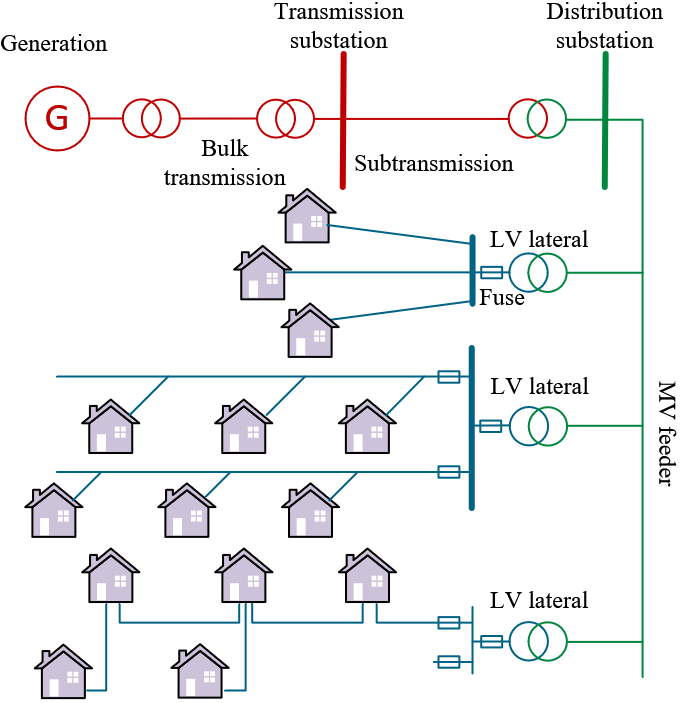 Generation
Transmission
substation
Distribution
substation
G
Bulk
transmission
Subtransmission
LV lateral
Fuse
LV lateral
MV feeder
LV lateral